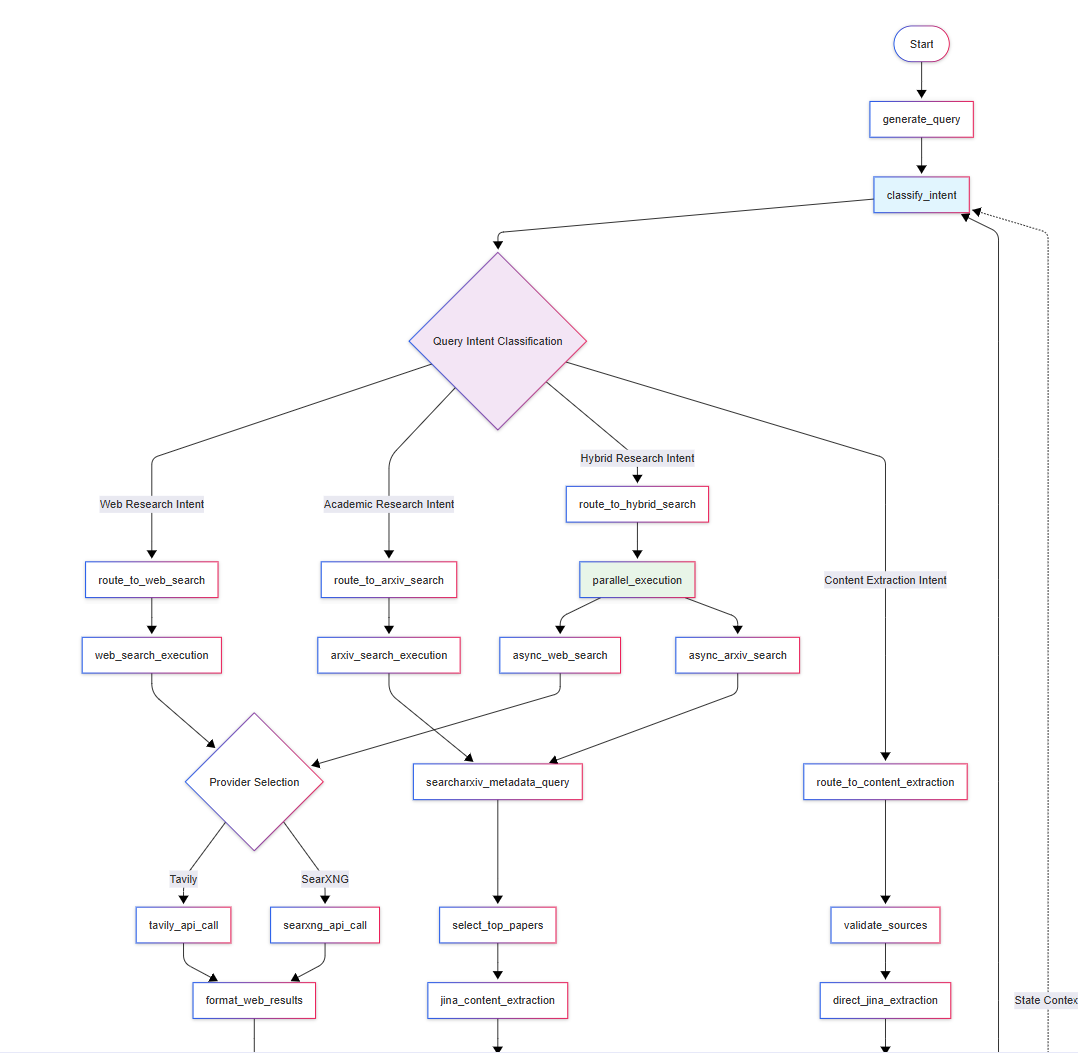 Start
generate_query
classify_intent
Query Intent Classification
Hybrid Research Intent
Web Research Intent
Academic Research Intent
route_to_hybrid_search
route_to_web_search
route_to_arxiv_search
parallel_execution
Content Extraction Intent
web_search_execution
arxiv_search_execution
async_web_search
async_arxiv_search
Provider Selection
searcharxiv_metadata_query
route_to_content_extraction
Tavily
SearXNG
tavily_api_call
searxng_api_call
select_top_papers
validate_sources
format_web_results
jina_content_extraction
direct_jina_extraction
State Contex